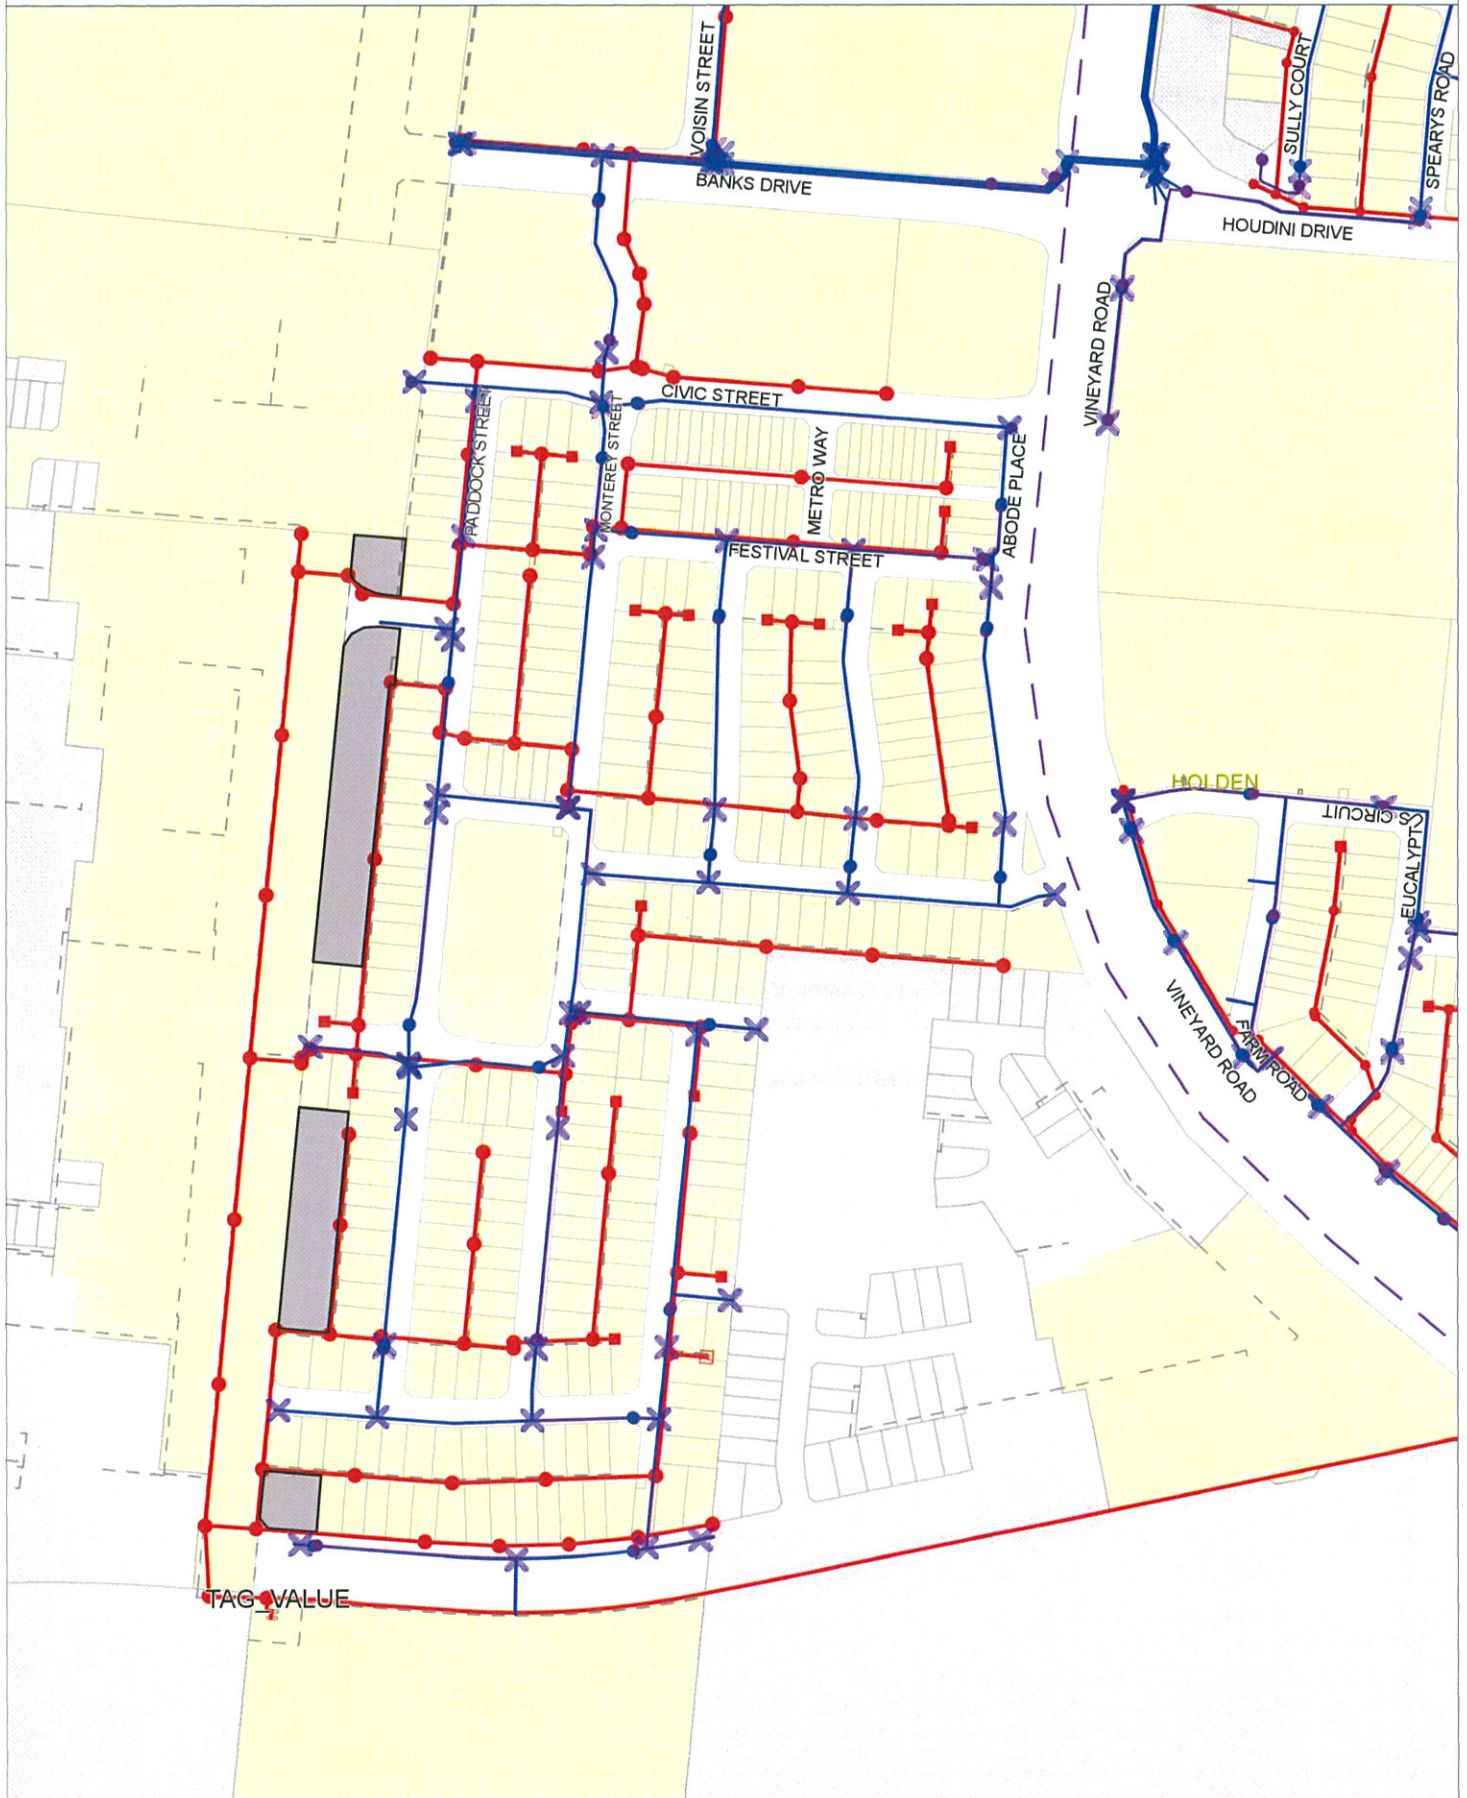 VOISIN STREET
SULLY COURT
SPEARYS ROAD
BANKS DRIVE
HOUDINI DRIVE
VINEYARD ROAD
CIVIC STREET
PADDOCK STREET
MONTEREY STREET
METRO WAY
ABODE PLACE
FESTIVAL STREET
HOLDEN
S CIRCUIT
EUCALYPT
VINEYARD ROAD
FARM ROAD
TAG_VALUE